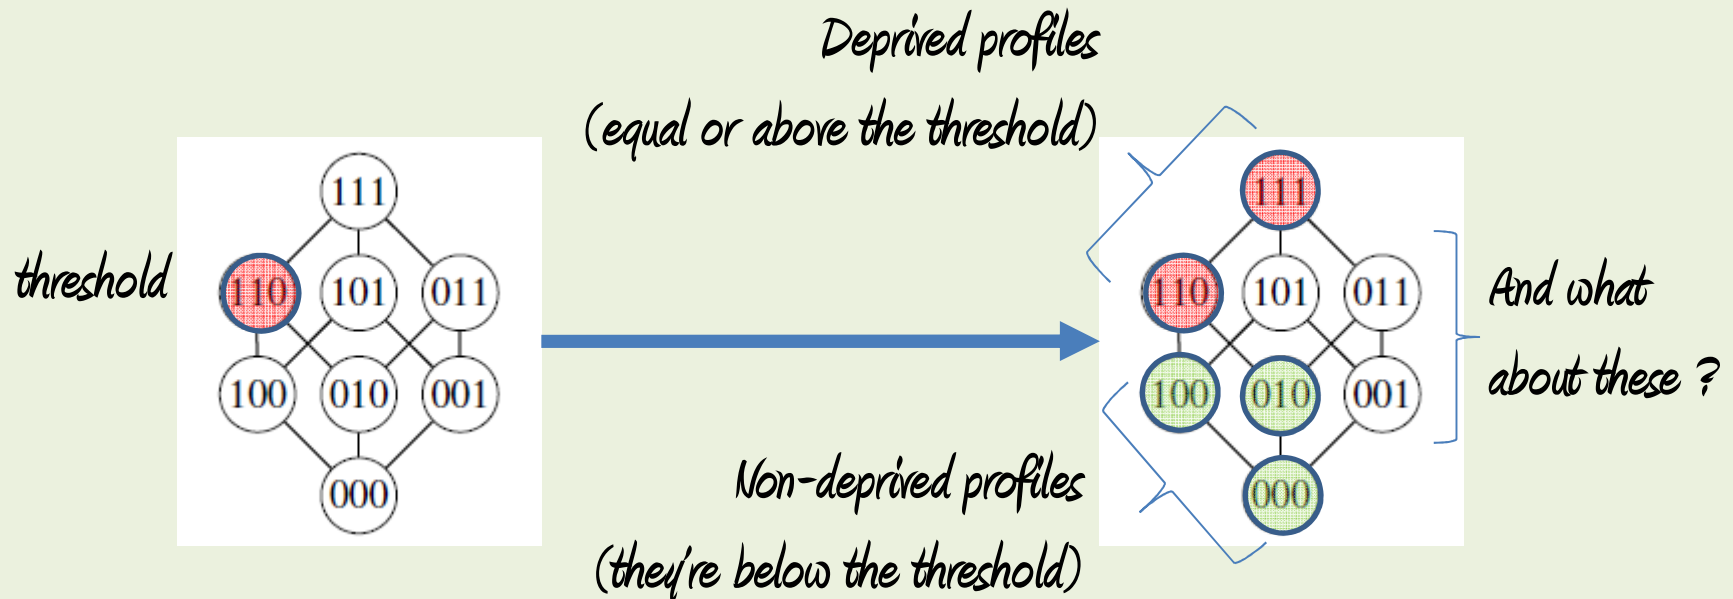 Deprived profiles
(equal or above the threshold)
threshold
111
110 101 011
100 010 001
000
111
110 101 011
100 010 001
000
And what
about these ?
Non-deprived profiles
(they're below the threshold)